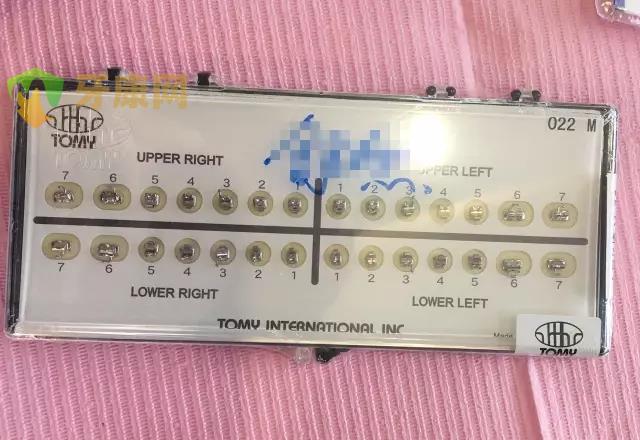 牙康网
TOMY
022 M
UPPER RIGHT
UPPER LEFT
7 6 5 4 3 2 1 1 2 3 4 5 6 7
7 6 5 4 3 2 1 1 2 3 4 5 6 7
LOWER RIGHT
LOWER LEFT
TOMY INTERNATIONAL INC
Made
TOMY